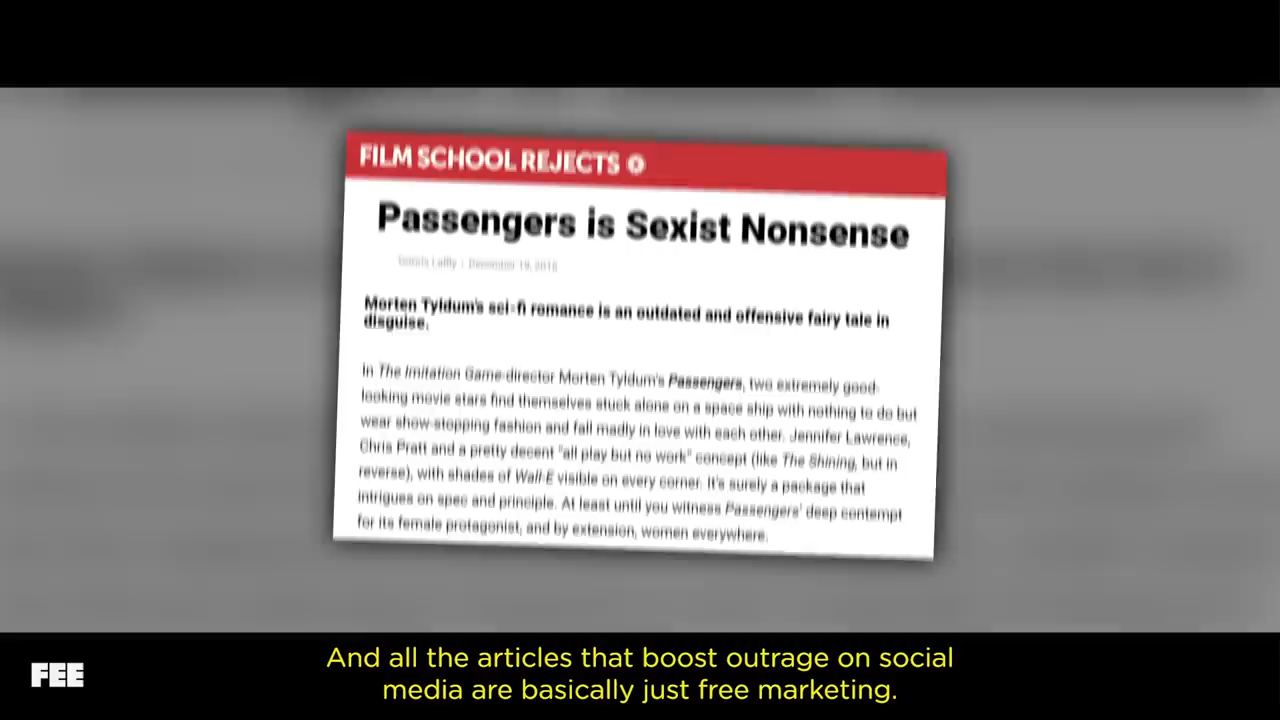 FILM SCHOOL REJECTS
Passengers is Sexist Nonsense
December 19, 2016
Morten Tyldum's sci-fi romance is an outdated and offensive fairy tale in
disguise.
In The Imitation Game-director Morten Tyldum's Passengers, two extremely good-
looking movie stars find themselves stuck alone on a space ship with nothing to do but
wear show-stopping fashion and fall madly in love with each other. Jennifer Lawrence,
Chris Pratt and a pretty decent "all play but no work" concept (like The Shining, but in
reverse), with shades of Wall-E visible on every corner. It's surely a package that
intrigues on spec and principle. At least until you witness Passengers' deep contempt
for its female protagonist, and by extension, women everywhere.
And all the articles that boost outrage on social
media are basically just free marketing.
FEE